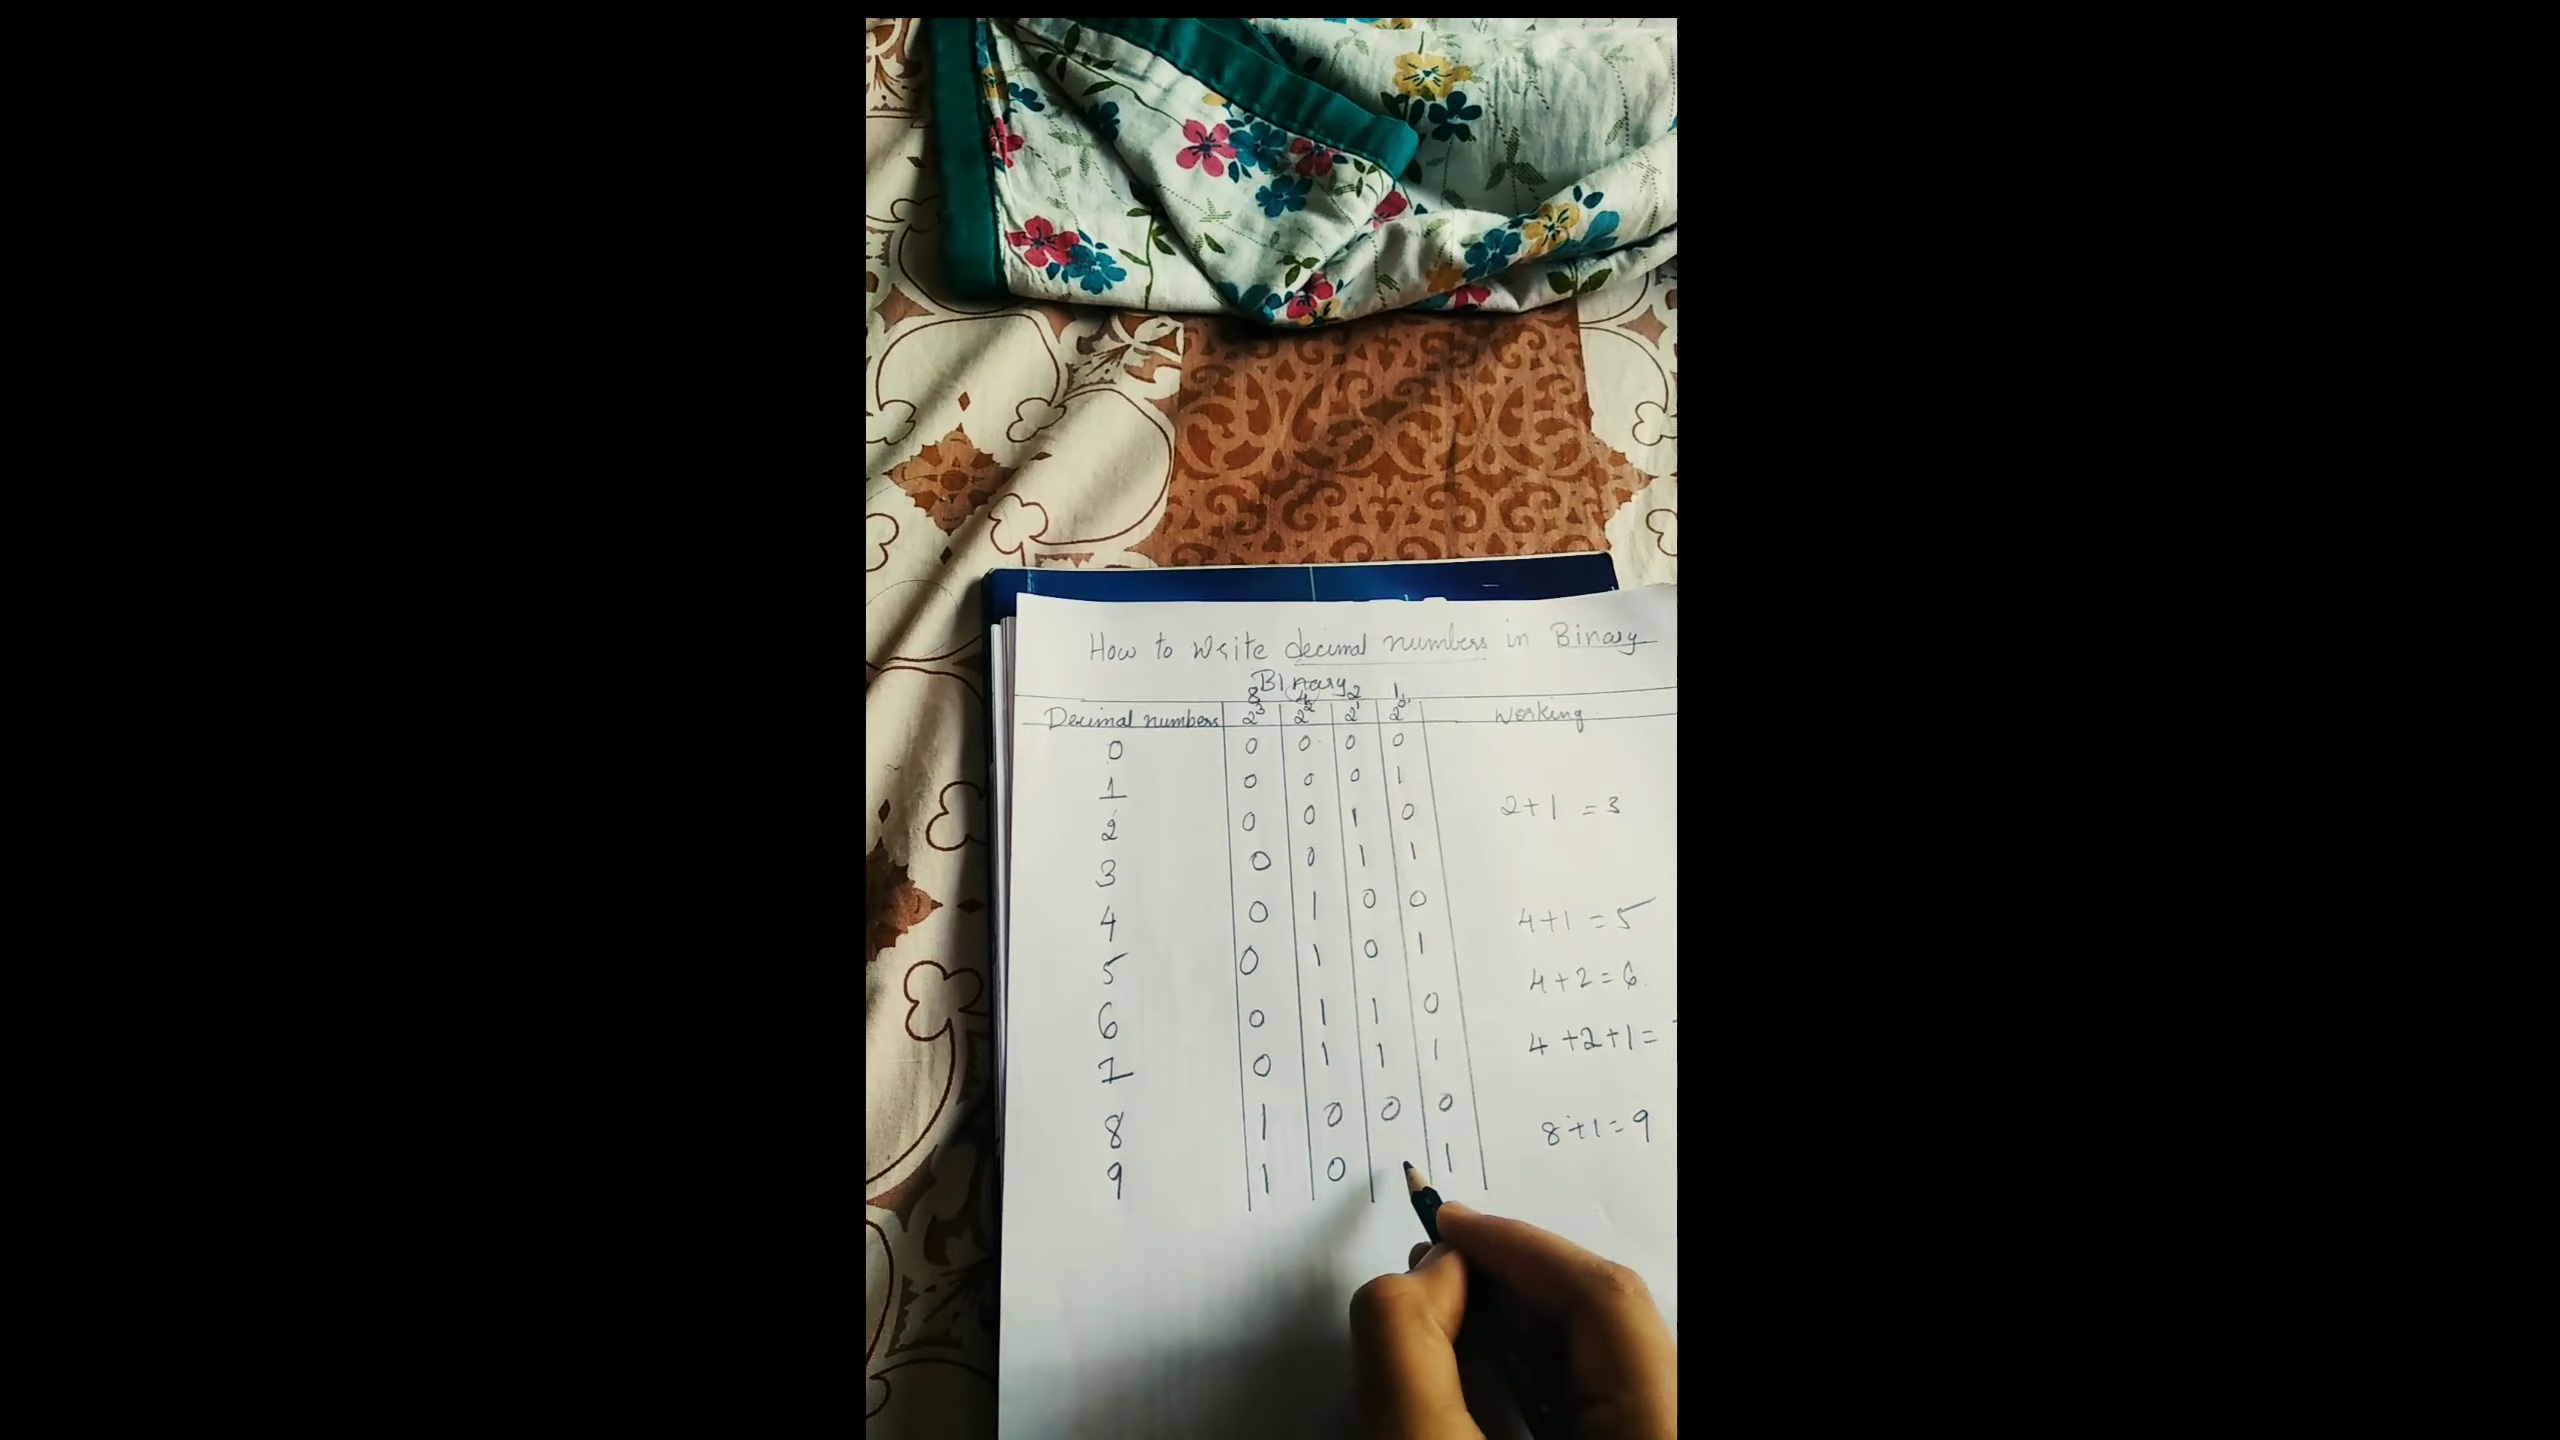 How to write decimal numbers in Binary
Binary
8 4 2 1
Decimal numbers 2³ 2² 2¹ 2⁰ Working
0 0 0 0 0
1 0 0 0 1
2 0 0 1 0 2+1 = 3
3 0 0 1 1
4 0 1 0 0 4+1 = 5
5 0 1 0 1 4+2=6
6 0 1 1 0
7 0 1 1 1 4+2+1=
8 1 0 0 0 8+1=9
9 1 0 1